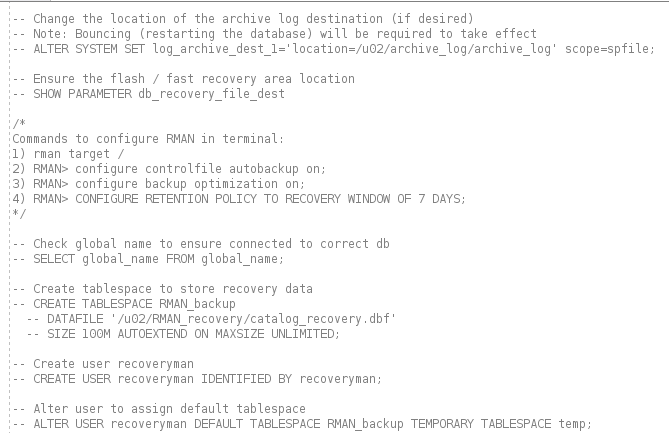 -- Change the location of the archive log destination (if desired)
-- Note: Bouncing (restarting the database) will be required to take effect
-- ALTER SYSTEM SET log_archive_dest_1='location=/u02/archive_log/archive_log' scope=spfile;
-- Ensure the flash / fast recovery area location
-- SHOW PARAMETER db_recovery_file_dest
/*
Commands to configure RMAN in terminal:
1) rman target /
2) RMAN> configure controlfile autobackup on;
3) RMAN> configure backup optimization on;
4) RMAN> CONFIGURE RETENTION POLICY TO RECOVERY WINDOW OF 7 DAYS;
*/
-- Check global name to ensure connected to correct db
-- SELECT global_name FROM global_name;
-- Create tablespace to store recovery data
-- CREATE TABLESPACE RMAN_backup
-- DATAFILE '/u02/RMAN_recovery/catalog_recovery.dbf'
-- SIZE 100M AUTOEXTEND ON MAXSIZE UNLIMITED;
-- Create user recoveryman
-- CREATE USER recoveryman IDENTIFIED BY recoveryman;
-- Alter user to assign default tablespace
-- ALTER USER recoveryman DEFAULT TABLESPACE RMAN_backup TEMPORARY TABLESPACE temp;